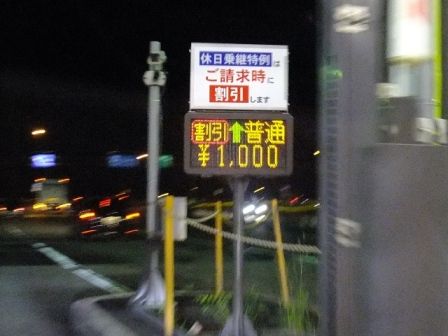 休日乗継特例は
ご請求時に
割引します
割引↑普通
¥1,000